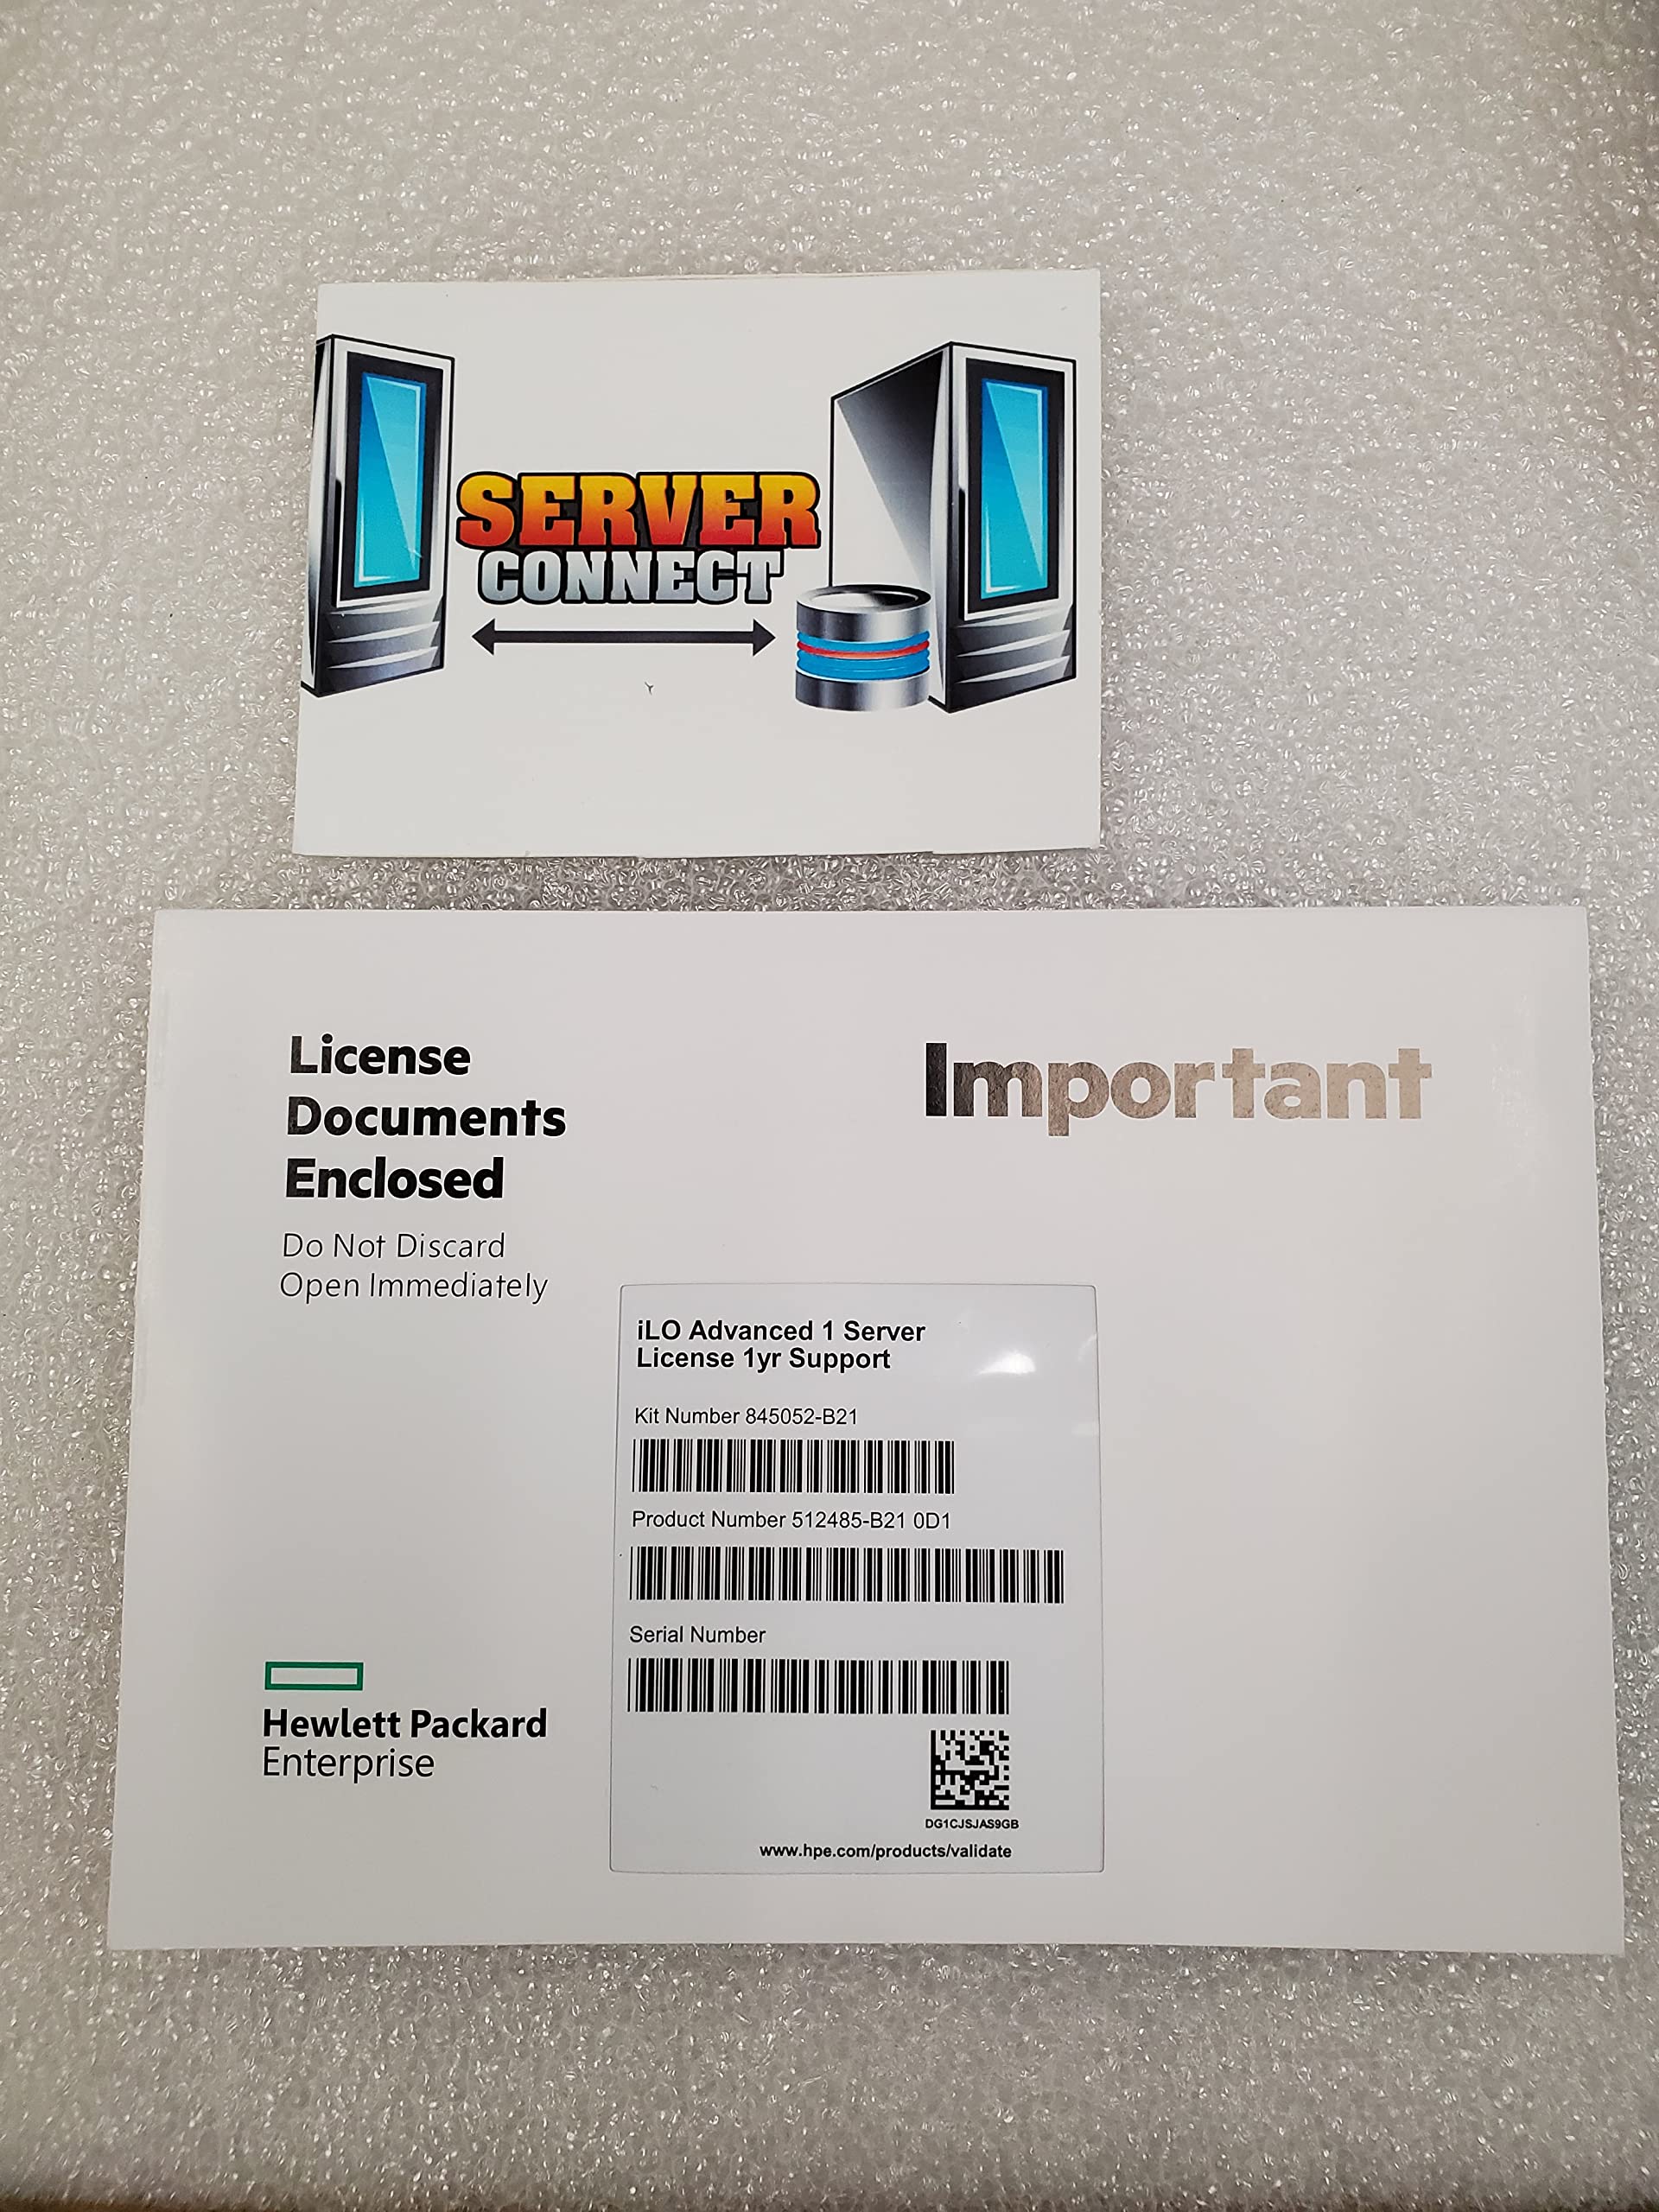 SERVER
CONNECT
License
Documents
Enclosed
Important
Do Not Discard
Open Immediately
iLO Advanced 1 Server
License 1yr Support
Kit Number 845052-B21
Product Number 512485-B21 0D1
Serial Number
DG1CJSJAS9GB
www.hpe.com/products/validate
Hewlett Packard
Enterprise